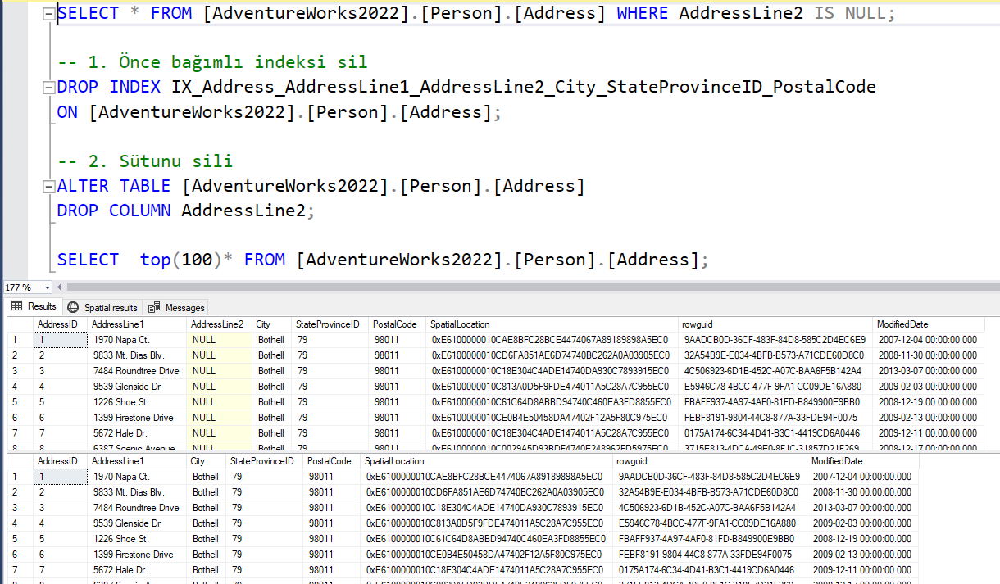 SELECT * FROM [AdventureWorks2022].[Person].[Address] WHERE AddressLine2 IS NULL;
-- 1. Önce bağımlı indeksi sil
DROP INDEX IX_Address_AddressLine1_AddressLine2_City_StateProvinceID_PostalCode
ON [AdventureWorks2022].[Person].[Address];
-- 2. Sütunu sili
ALTER TABLE [AdventureWorks2022].[Person].[Address]
DROP COLUMN AddressLine2;
SELECT  top(100)* FROM [AdventureWorks2022].[Person].[Address];
177 %
Results Spatial results Messages
AddressID AddressLine1 AddressLine2 City StateProvinceID PostalCode SpatialLocation rowguid ModifiedDate
1 1 1970 Napa Ct. NULL Bothell 79 98011 0xE6100000010CAE8BFC28BCE4474067A89189898A5EC0 9AADCB0D-36CF-483F-84D8-585C2D4EC6E9 2007-12-04 00:00:00.000
2 2 9833 Mt. Dias Blv. NULL Bothell 79 98011 0xE6100000010CD6FA851AE6D74740BC262A0A03905EC0 32A54B9E-E034-4BFB-B573-A71CDE60D8C0 2008-11-30 00:00:00.000
3 3 7484 Roundtree Drive NULL Bothell 79 98011 0xE6100000010C18E304C4ADE14740DA930C7893915EC0 4C506923-6D1B-452C-A07C-BAA6F5B142A4 2013-03-07 00:00:00.000
4 4 9539 Glenside Dr NULL Bothell 79 98011 0xE6100000010C813A0D5F9FDE474011A5C28A7C955EC0 E5946C78-4BCC-477F-9FA1-CC09DE16A880 2009-02-03 00:00:00.000
5 5 1226 Shoe St. NULL Bothell 79 98011 0xE6100000010C61C64D8ABBD94740C460EA3FD8855EC0 FBAFF937-4A97-4AF0-81FD-B849900E9BB0 2008-12-19 00:00:00.000
6 6 1399 Firestone Drive NULL Bothell 79 98011 0xE6100000010CE0B4E50458DA47402F12A5F80C975EC0 FEBF8191-9804-44C8-877A-33FDE94F0075 2009-02-13 00:00:00.000
7 7 5672 Hale Dr. NULL Bothell 79 98011 0xE6100000010C18E304C4ADE1474011A5C28A7C955EC0 0175A174-6C34-4D41-B3C1-4419CD6A0446 2009-12-11 00:00:00.000
8 8 6387 Scenic Avenue NULL Bothell 79 98011 0xE6100000010C0029A5D93BDF4740E248962FD5975EC0 3715E813-4DCA-49E0-8F1C-31857D21F269 2008-12-17 00:00:00.000
AddressID AddressLine1 City StateProvinceID PostalCode SpatialLocation rowguid ModifiedDate
1 1 1970 Napa Ct. Bothell 79 98011 0xE6100000010CAE8BFC28BCE4474067A89189898A5EC0 9AADCB0D-36CF-483F-84D8-585C2D4EC6E9 2007-12-04 00:00:00.000
2 2 9833 Mt. Dias Blv. Bothell 79 98011 0xE6100000010CD6FA851AE6D74740BC262A0A03905EC0 32A54B9E-E034-4BFB-B573-A71CDE60D8C0 2008-11-30 00:00:00.000
3 3 7484 Roundtree Drive Bothell 79 98011 0xE6100000010C18E304C4ADE14740DA930C7893915EC0 4C506923-6D1B-452C-A07C-BAA6F5B142A4 2013-03-07 00:00:00.000
4 4 9539 Glenside Dr Bothell 79 98011 0xE6100000010C813A0D5F9FDE474011A5C28A7C955EC0 E5946C78-4BCC-477F-9FA1-CC09DE16A880 2009-02-03 00:00:00.000
5 5 1226 Shoe St. Bothell 79 98011 0xE6100000010C61C64D8ABBD94740C460EA3FD8855EC0 FBAFF937-4A97-4AF0-81FD-B849900E9BB0 2008-12-19 00:00:00.000
6 6 1399 Firestone Drive Bothell 79 98011 0xE6100000010CE0B4E50458DA47402F12A5F80C975EC0 FEBF8191-9804-44C8-877A-33FDE94F0075 2009-02-13 00:00:00.000
7 7 5672 Hale Dr. Bothell 79 98011 0xE6100000010C18E304C4ADE1474011A5C28A7C955EC0 0175A174-6C34-4D41-B3C1-4419CD6A0446 2009-12-11 00:00:00.000